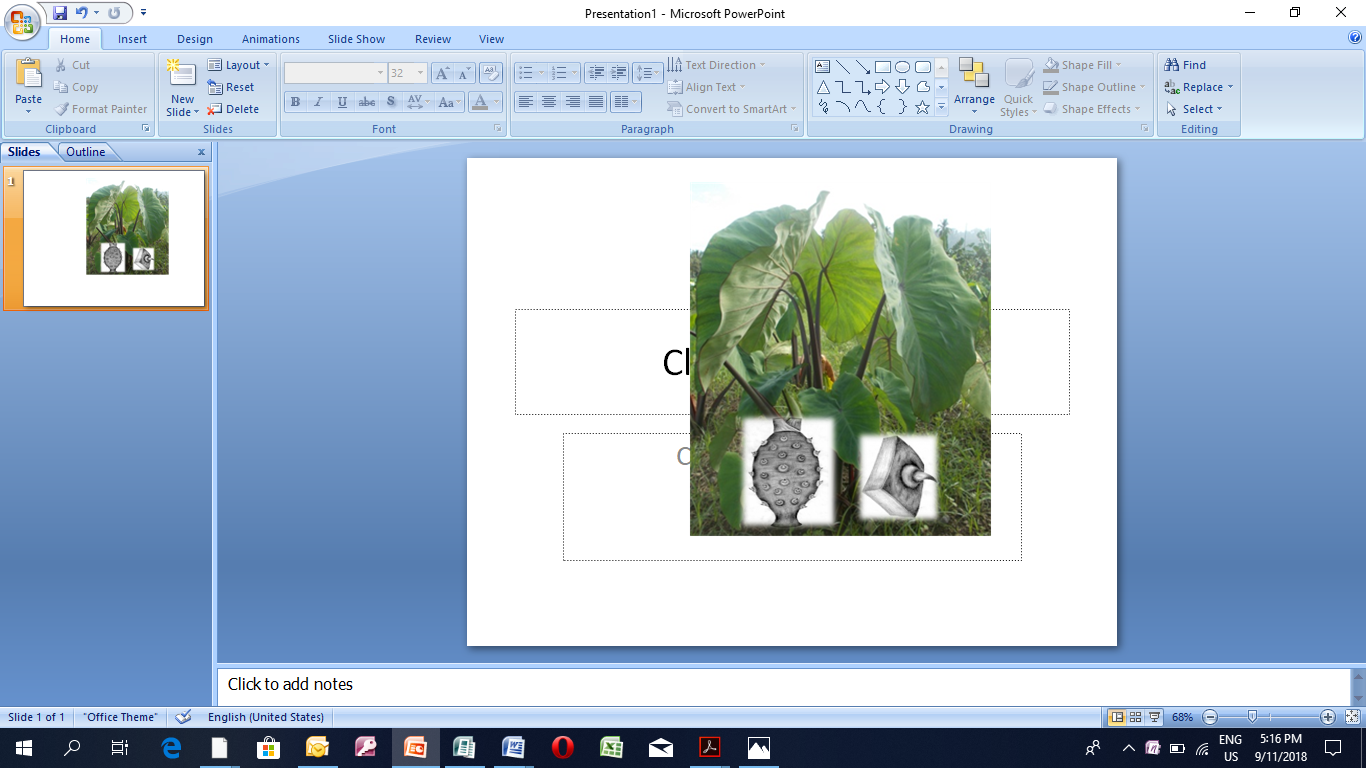 Presentation1 - Microsoft PowerPoint
Home Insert Design Animations Slide Show Review View
Paste
Cut
Copy
Format Painter
Clipboard
New Slide
Layout
Reset
Delete
Slides
32
B I U abc S AV Aa A
Font
Text Direction
Align Text
Convert to SmartArt
Paragraph
Arrange
Quick Styles
Shape Fill
Shape Outline
Shape Effects
Drawing
Find
Replace
Select
Editing
Slides Outline x
1
Cl
Click to add notes
Slide 1 of 1 "Office Theme" English (United States) 68%
ENG
US
5:16 PM
9/11/2018